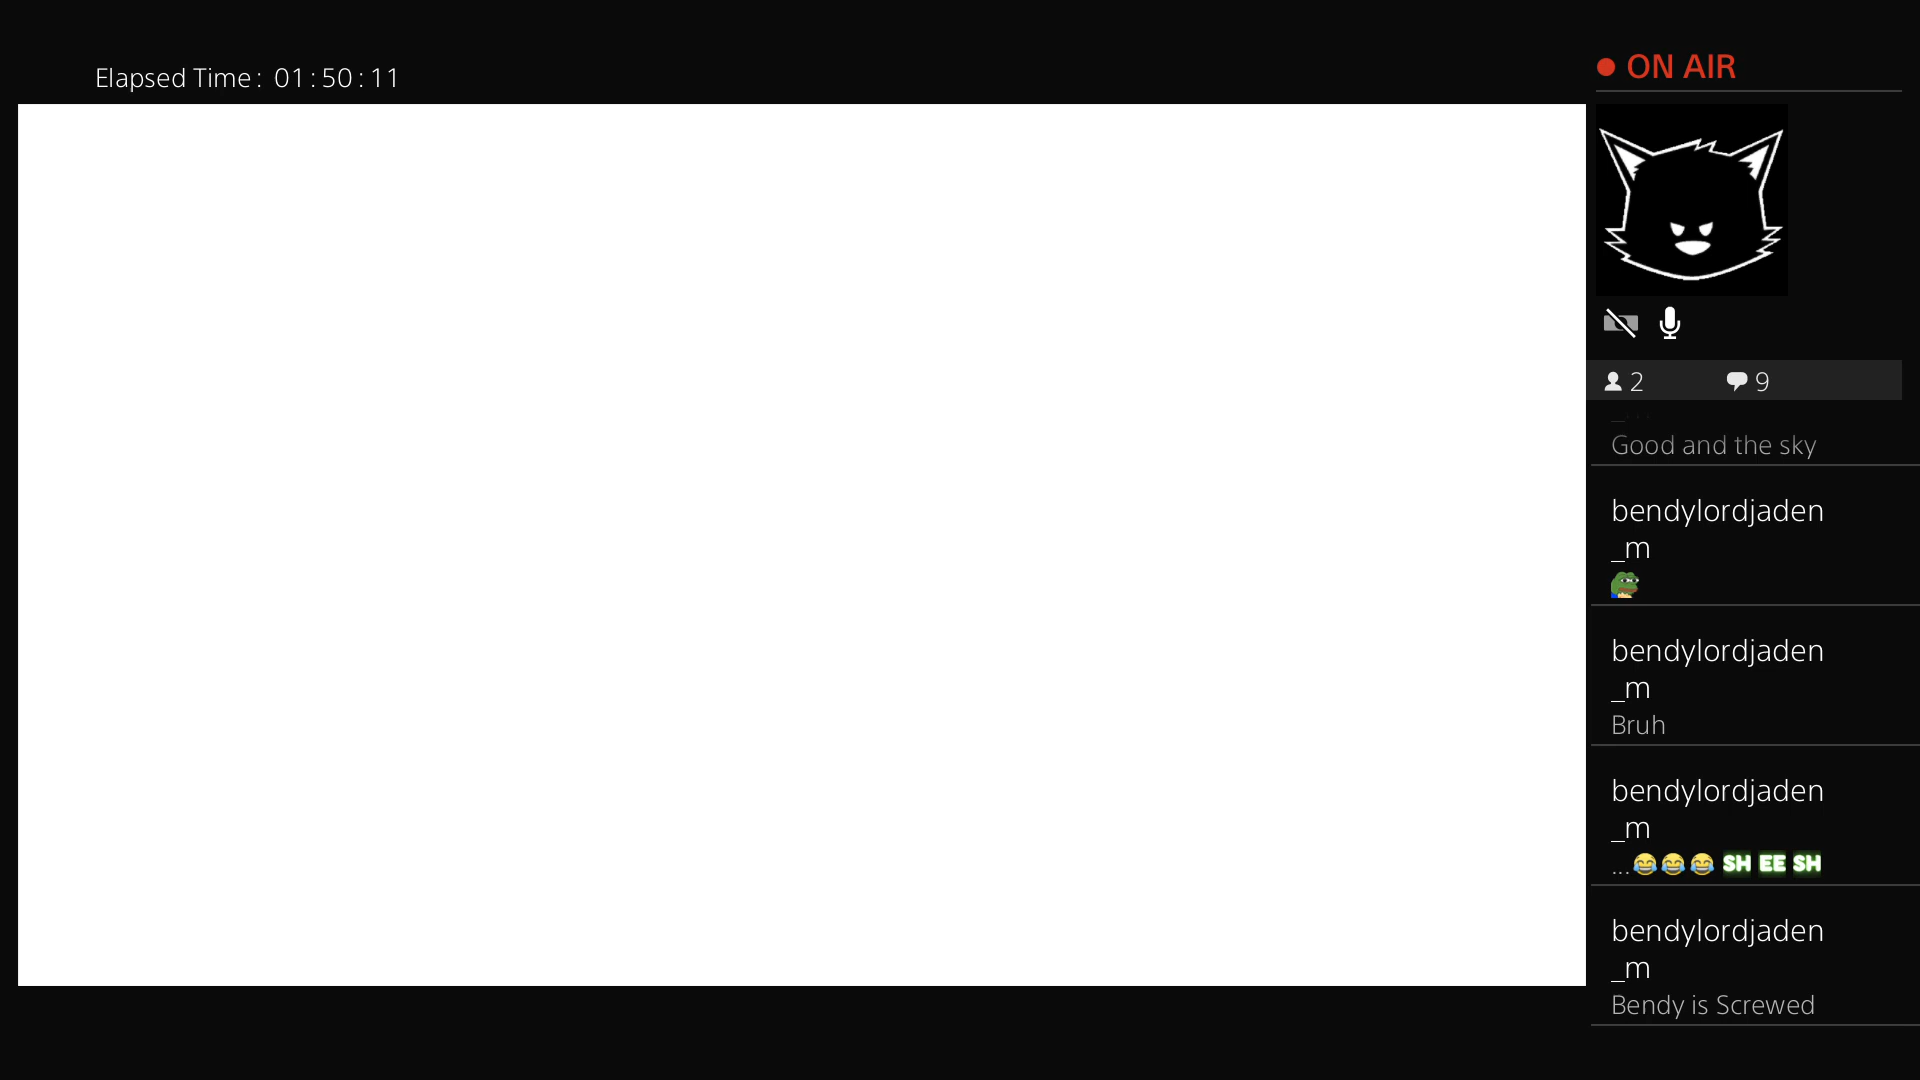 Elapsed Time: 01:50:11
ON AIR
2 9
Good and the sky
bendylordjaden
_m
bendylordjaden
_m
Bruh
bendylordjaden
_m
...😂😂😂 SH EE SH
bendylordjaden
_m
Bendy is Screwed